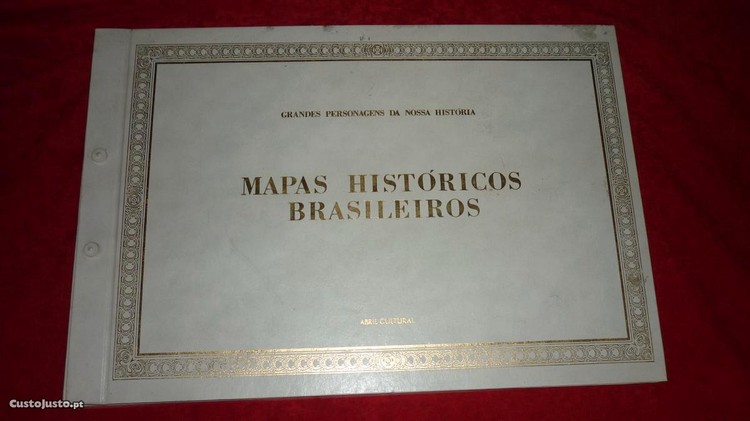 GRANDES PERSONAGENS DA NOSSA HISTÓRIA
MAPAS HISTÓRICOS
BRASILEIROS
ABRIL CULTURAL
CustoJusto.pt